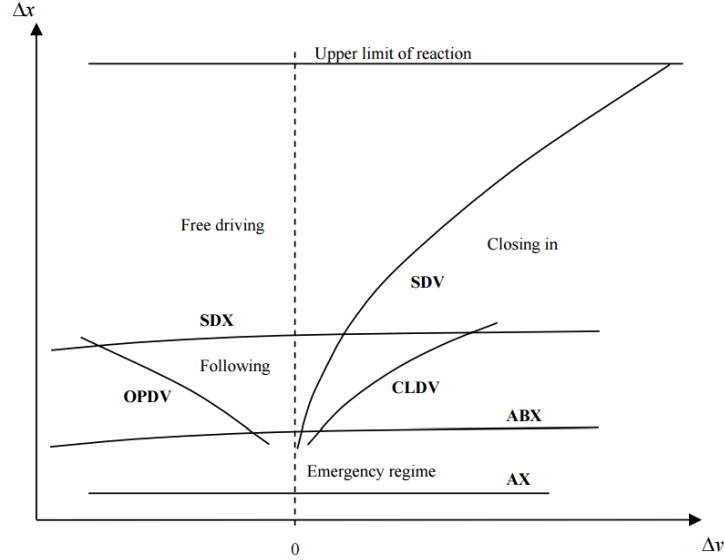 Δx
Upper limit of reaction
Free driving
Closing in
SDV
SDX
Following
OPDV
CLDV
ABX
Emergency regime
AX
0
Δv